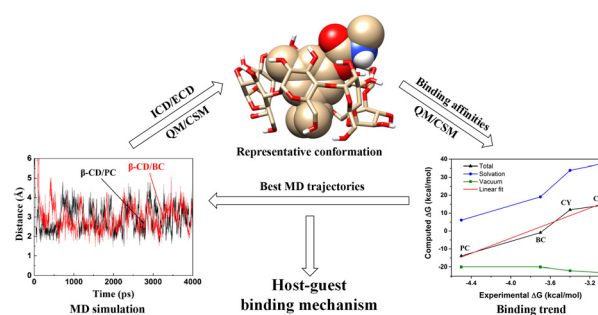 ICD/ECD
QM/CSM
Representative conformation
Binding affinities
QM/CSM
β-CD/PC
β-CD/BC
Distance (Å)
6
5
4
3
2
1
0
0 1000 2000 3000 4000
Time (ps)
MD simulation
Best MD trajectories
Host-guest
binding mechanism
Total
Solvation
Vacuum
Linear fit
Computed ΔG (kcal/mol)
40
30
20
10
0
-10
-20
-30
PC
BC
CY
-4.4 -4.0 -3.6 -3.2
Experimental ΔG (kcal/mol)
Binding trend